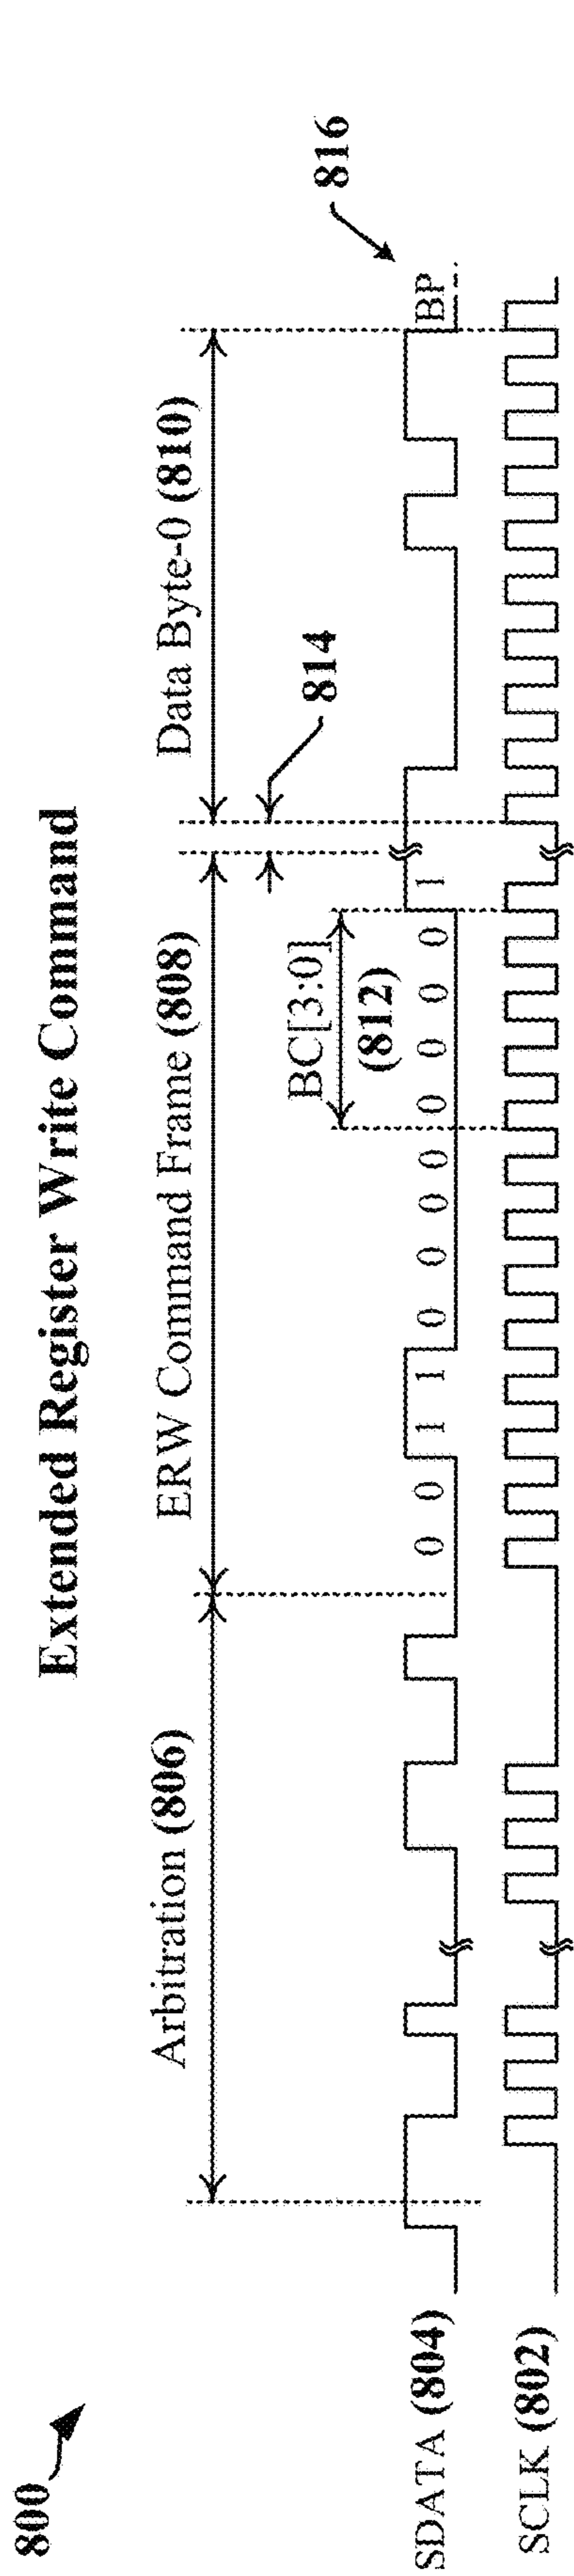 800
Extended Register Write Command
Arbitration (806)
ERW Command Frame (808)
Data Byte-0 (810)
814
816
BC[3:0]
(812)
SDATA (804)
0 0 1 1 0 0 0 0 0 0 0 0 1
BP
SCLK (802)